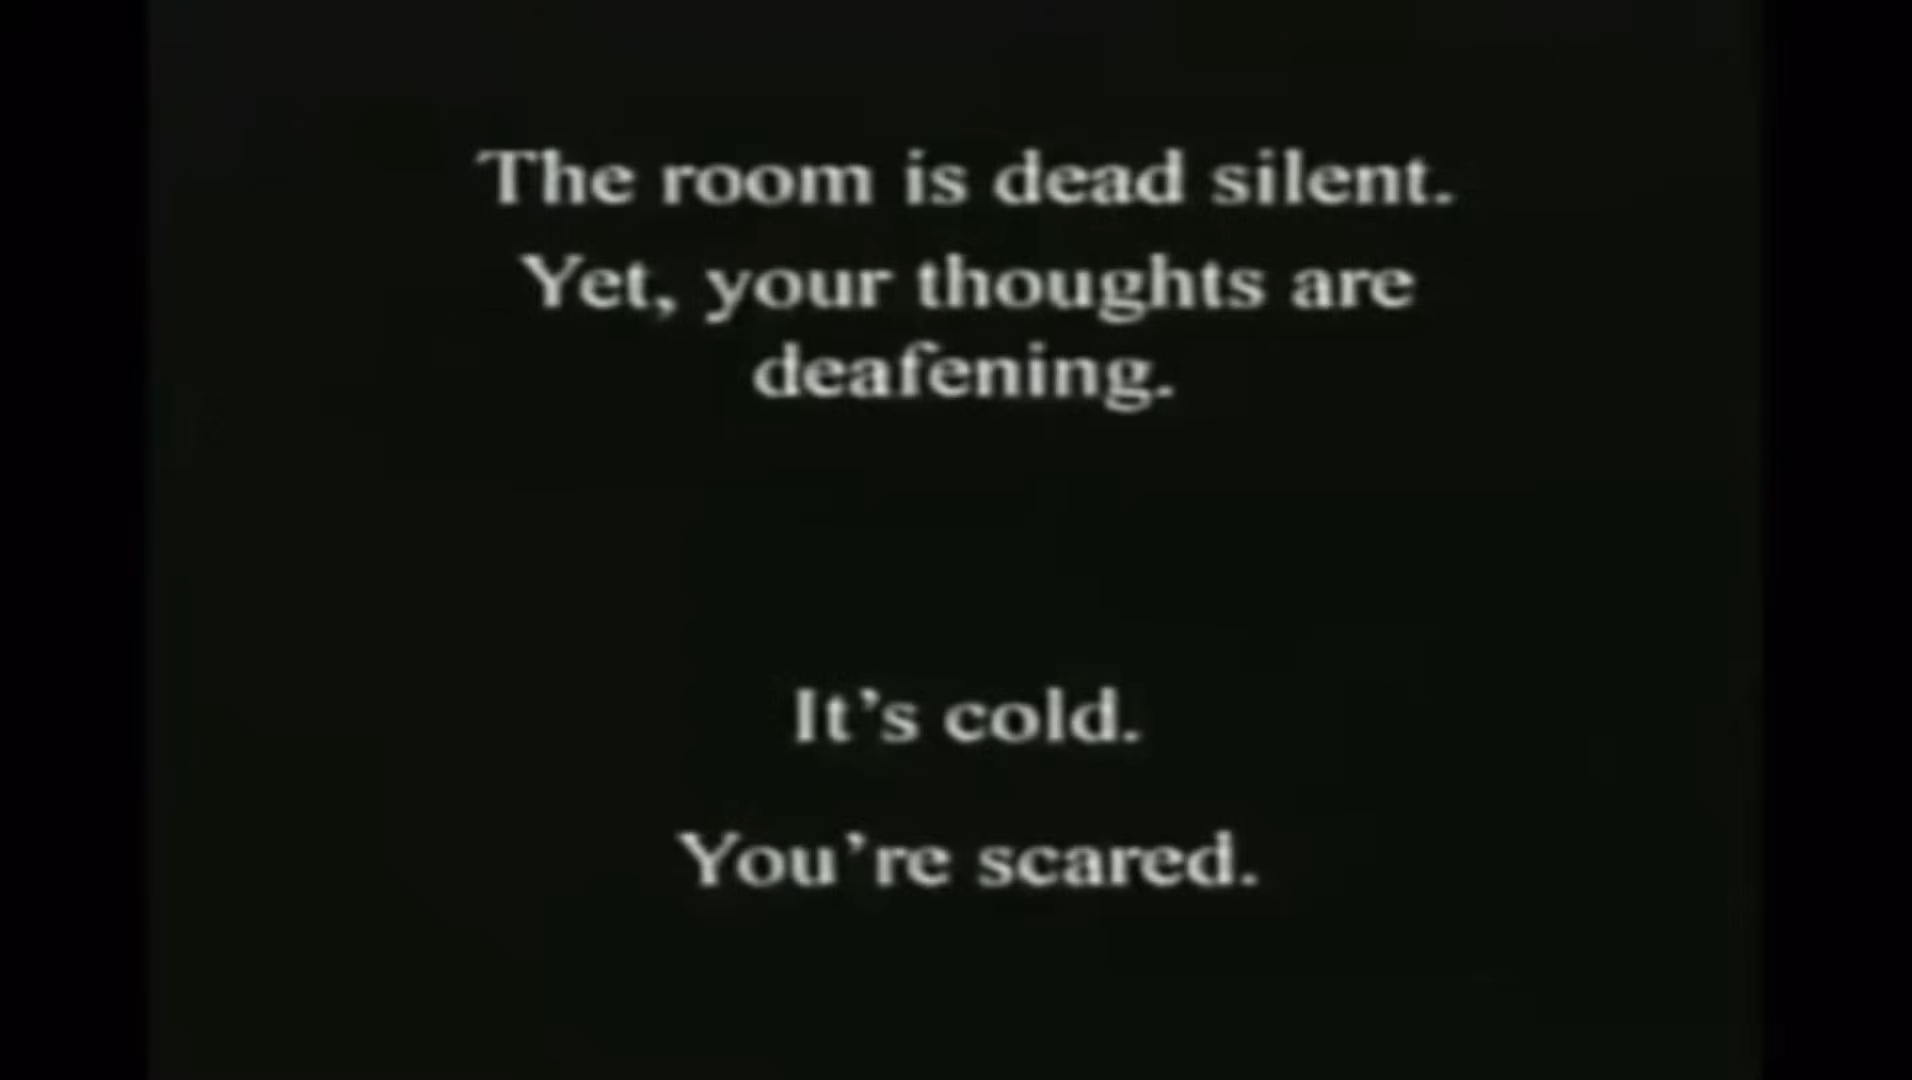 The room is dead silent.
Yet, your thoughts are
deafening.
It’s cold.
You’re scared.